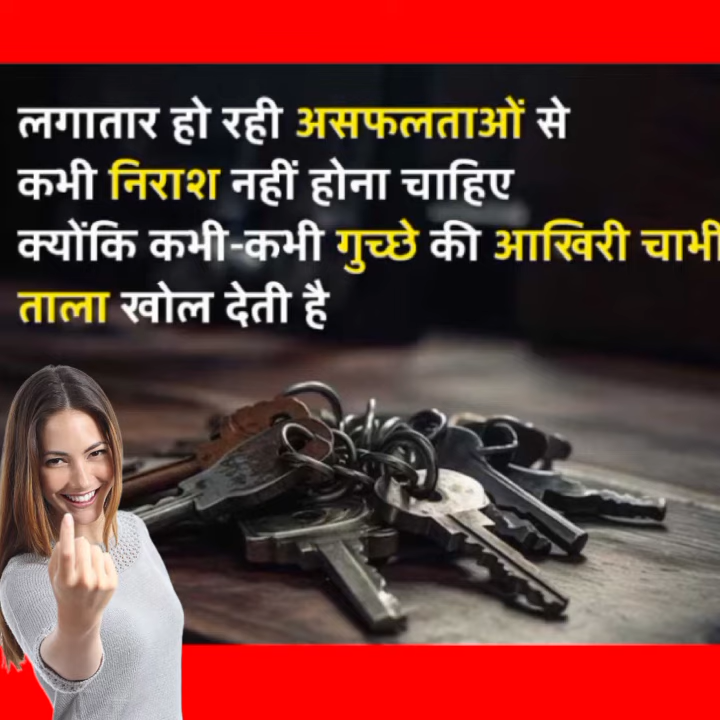 लगातार हो रही असफलताओं से
कभी निराश नहीं होना चाहिए
क्योंकि कभी-कभी गुच्छे की आखिरी चाभी
ताला खोल देती है